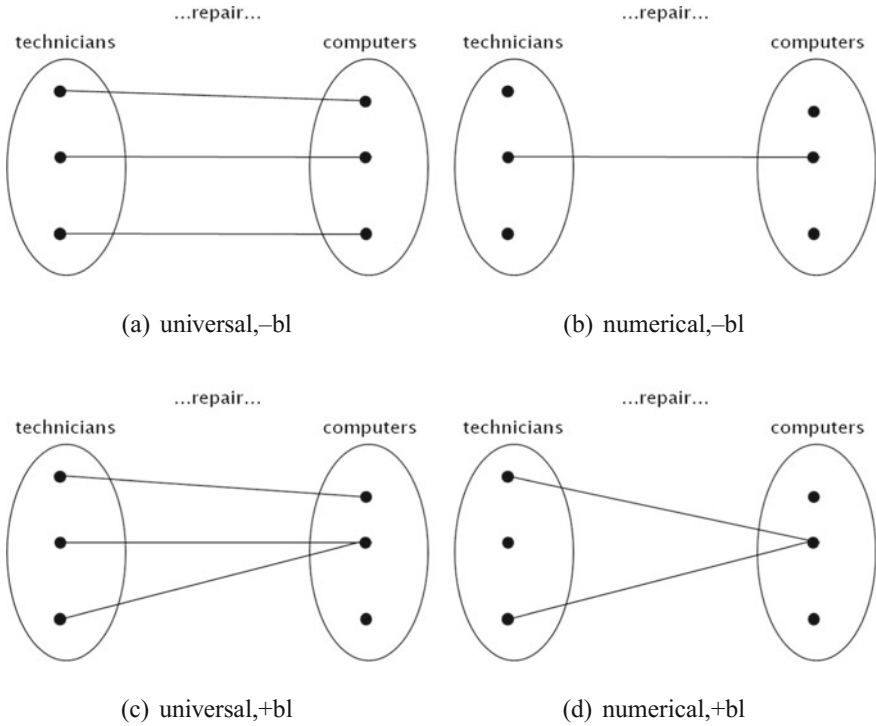 ...repair...
...repair...
technicians computers
technicians computers
(a) universal,–bl
(b) numerical,–bl
...repair...
...repair...
technicians computers
technicians computers
(c) universal,+bl
(d) numerical,+bl